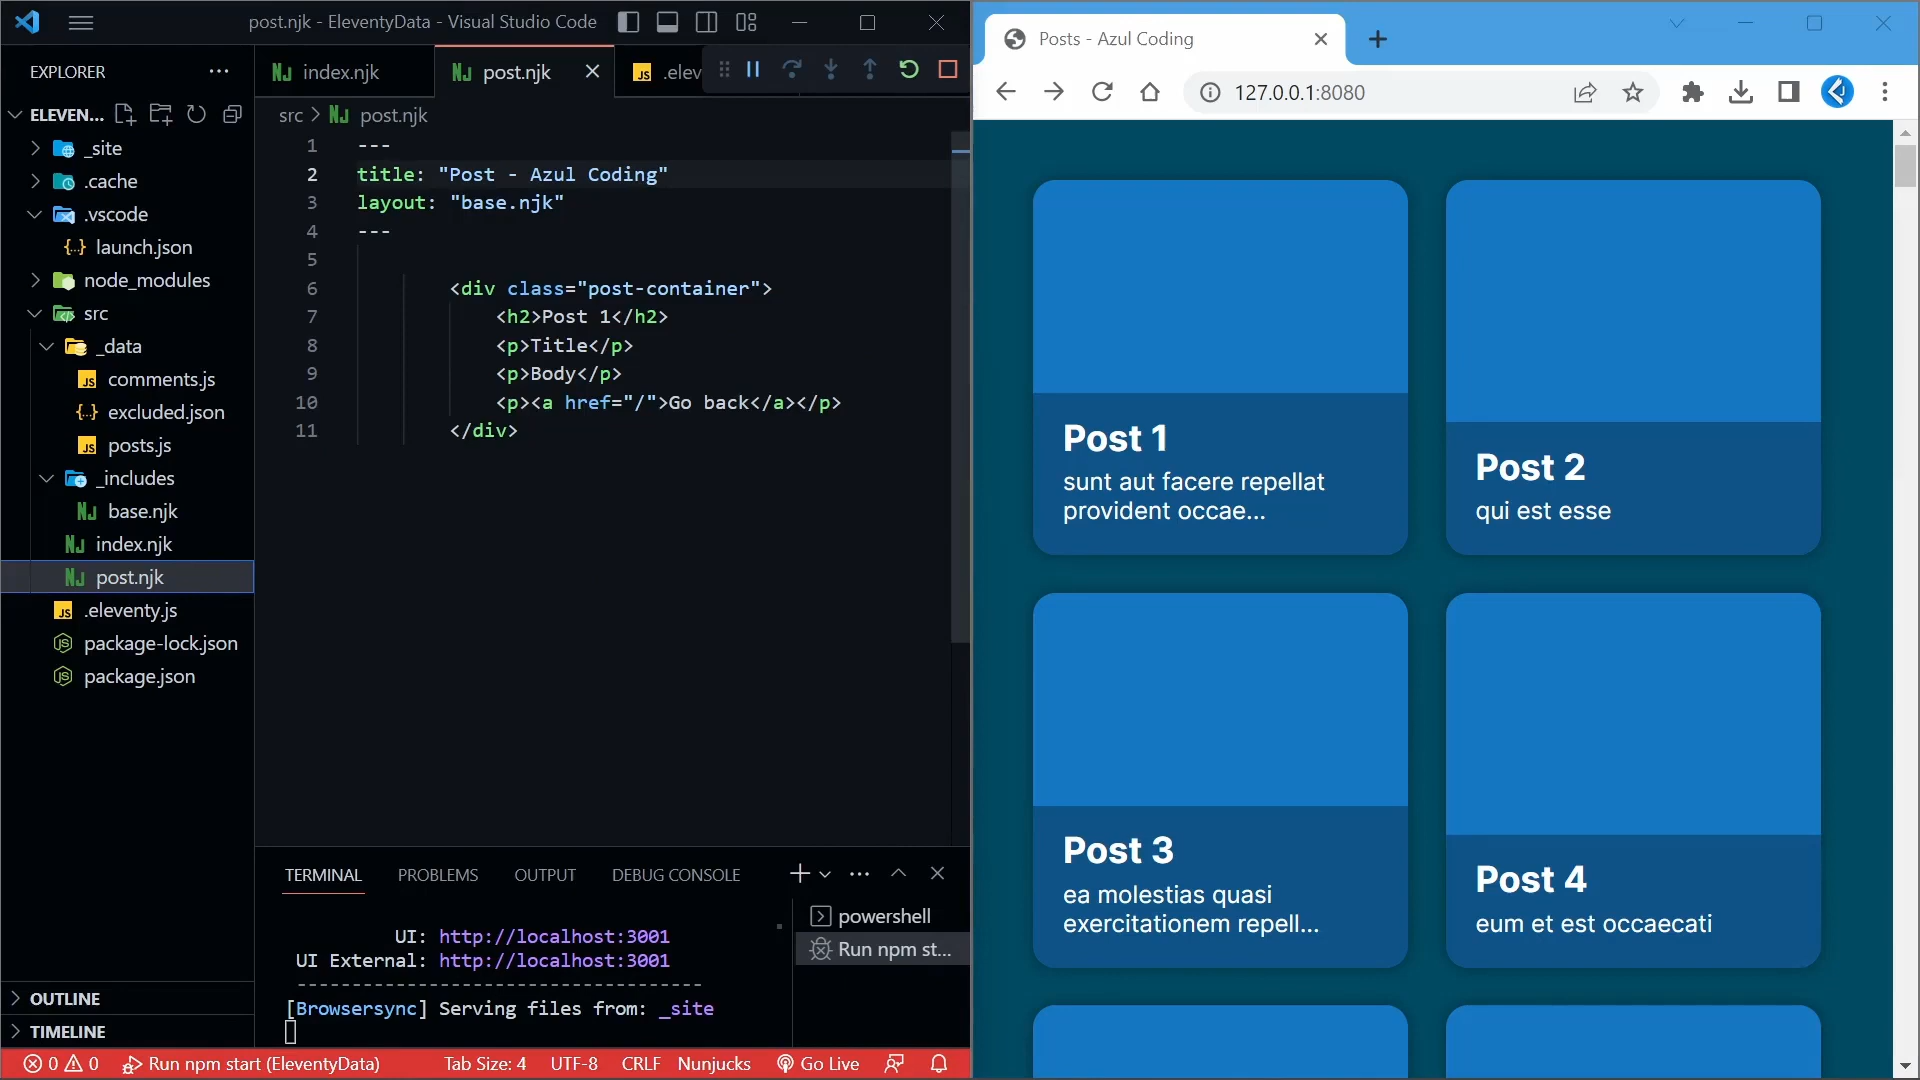 post.njk - EleventyData - Visual Studio Code
EXPLORER
ELEVEN...
_site
.cache
.vscode
launch.json
node_modules
src
_data
comments.js
excluded.json
posts.js
_includes
base.njk
index.njk
post.njk
.eleventy.js
package-lock.json
package.json
OUTLINE
TIMELINE
index.njk
post.njk
.elev
src > post.njk
1 ---
2 title: "Post - Azul Coding"
3 layout: "base.njk"
4 ---
5
6 <div class="post-container">
7 <h2>Post 1</h2>
8 <p>Title</p>
9 <p>Body</p>
10 <p><a href="/">Go back</a></p>
11 </div>
TERMINAL PROBLEMS OUTPUT DEBUG CONSOLE
UI: http://localhost:3001
UI External: http://localhost:3001
-------------------------------------
[Browsersync] Serving files from: _site
powershell
Run npm st...
0 0 Run npm start (EleventyData) Tab Size: 4 UTF-8 CRLF Nunjucks Go Live
Posts - Azul Coding
127.0.0.1:8080
Post 1
sunt aut facere repellat
provident occae...
Post 2
qui est esse
Post 3
ea molestias quasi
exercitationem repell...
Post 4
eum et est occaecati